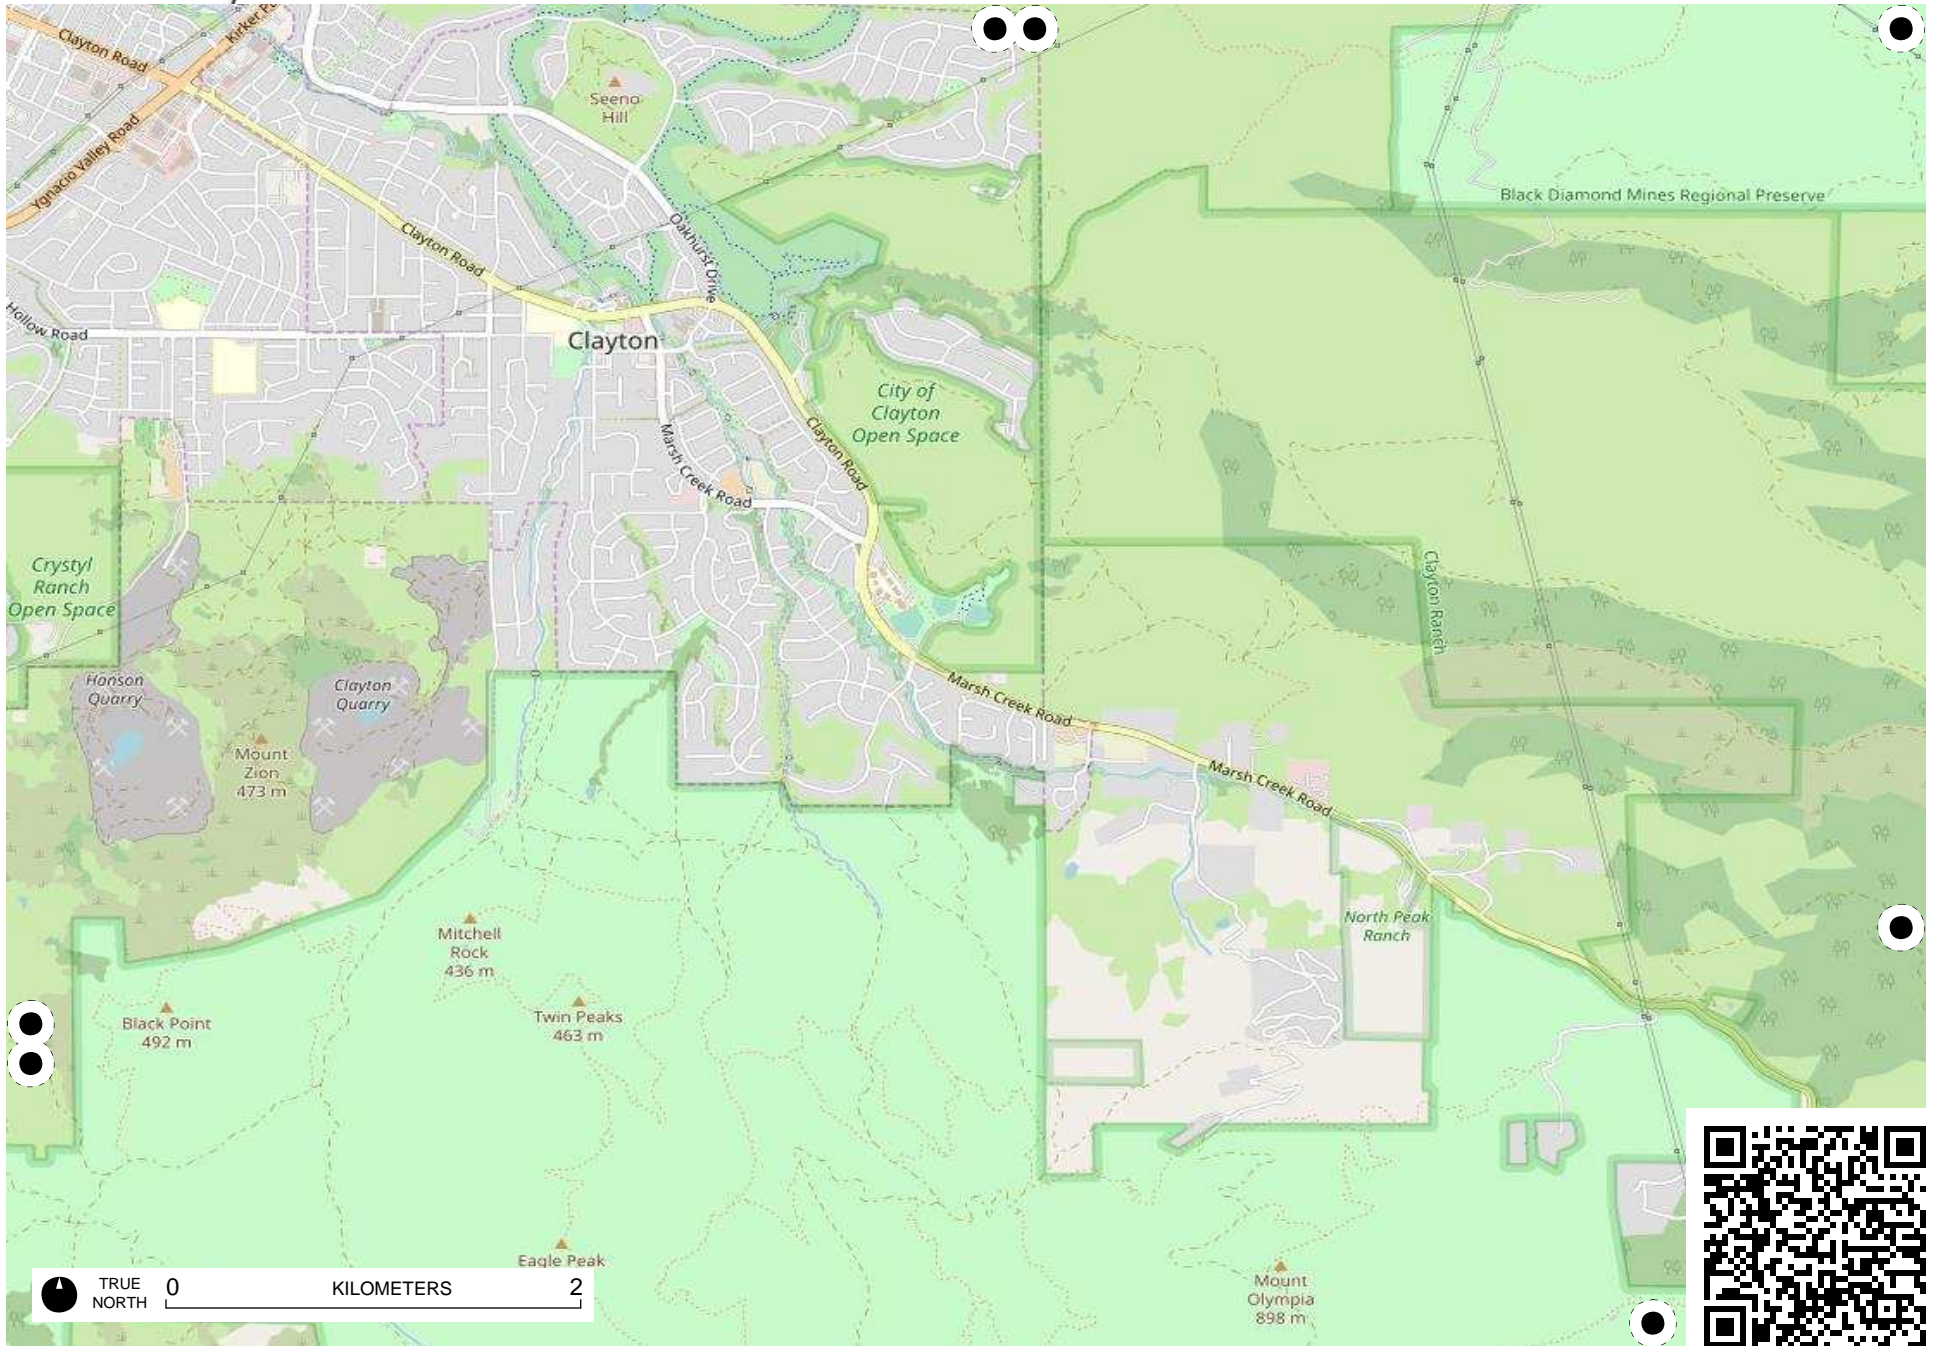 Clayton Road
Kirker P
Seeno
Hill
Ygnacio Valley Road
Black Diamond Mines Regional Preserve
Clayton Road
Oakhurst Drive
Hollow Road
Clayton
City of
Clayton
Open Space
Clayton Road
Marsh Creek Road
Crystyl
Ranch
Open Space
Clayton Ranch
Hanson
Quarry
Clayton
Quarry
Marsh Creek Road
Mount
Zion
473 m
Marsh Creek Road
North Peak
Ranch
Mitchell
Rock
436 m
Black Point
492 m
Twin Peaks
463 m
Eagle Peak
Mount
Olympia
898 m
TRUE
NORTH
0 KILOMETERS 2